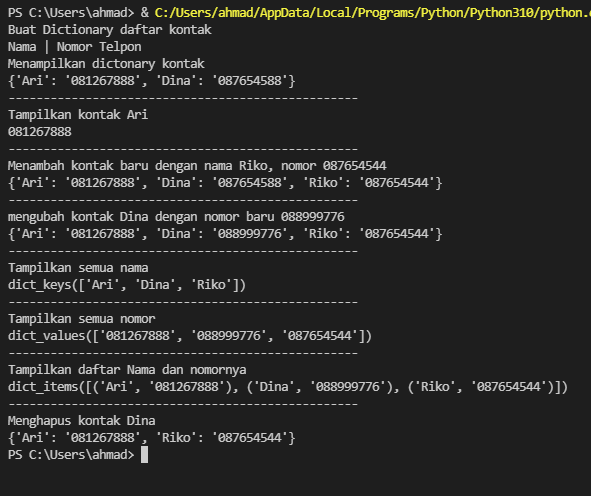 PS C:\Users\ahmad> & C:/Users/ahmad/AppData/Local/Programs/Python/Python310/python.
Buat Dictionary daftar kontak
Nama | Nomor Telpon
Menampilkan dictonary kontak
{'Ari': '081267888', 'Dina': '087654588'}
------------------------------------------------
Tampilkan kontak Ari
081267888
------------------------------------------------
Menambah kontak baru dengan nama Riko, nomor 087654544
{'Ari': '081267888', 'Dina': '087654588', 'Riko': '087654544'}
------------------------------------------------
mengubah kontak Dina dengan nomor baru 088999776
{'Ari': '081267888', 'Dina': '088999776', 'Riko': '087654544'}
------------------------------------------------
Tampilkan semua nama
dict_keys(['Ari', 'Dina', 'Riko'])
------------------------------------------------
Tampilkan semua nomor
dict_values(['081267888', '088999776', '087654544'])
------------------------------------------------
Tampilkan daftar Nama dan nomornya
dict_items([('Ari', '081267888'), ('Dina', '088999776'), ('Riko', '087654544')])
------------------------------------------------
Menghapus kontak Dina
{'Ari': '081267888', 'Riko': '087654544'}
PS C:\Users\ahmad>